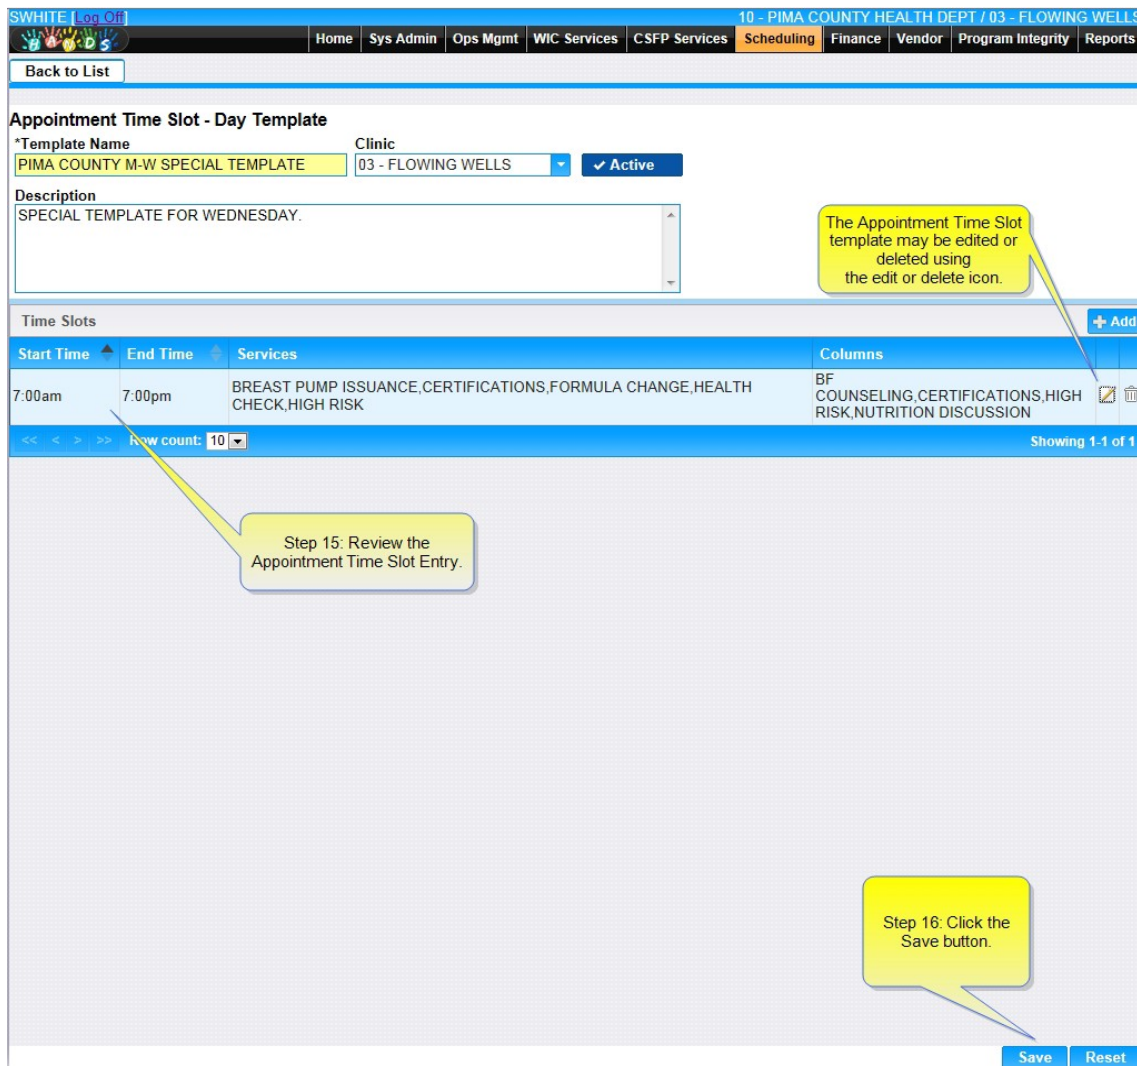 SWHITE [Log Off] 10 - PIMA COUNTY HEALTH DEPT / 03 - FLOWING WELLS
HANDS Home Sys Admin Ops Mgmt WIC Services CSFP Services Scheduling Finance Vendor Program Integrity Reports
Back to List
Appointment Time Slot - Day Template
*Template Name Clinic
PIMA COUNTY M-W SPECIAL TEMPLATE 03 - FLOWING WELLS Active
Description
SPECIAL TEMPLATE FOR WEDNESDAY.
The Appointment Time Slot
template may be edited or
deleted using
the edit or delete icon.
Time Slots + Add
Start Time End Time Services Columns
7:00am 7:00pm BREAST PUMP ISSUANCE,CERTIFICATIONS,FORMULA CHANGE,HEALTH
CHECK,HIGH RISK
BF
COUNSELING,CERTIFICATIONS,HIGH
RISK,NUTRITION DISCUSSION
<< < > >> Row count: 10 Showing 1-1 of 1
Step 15: Review the
Appointment Time Slot Entry.
Step 16: Click the
Save button.
Save Reset